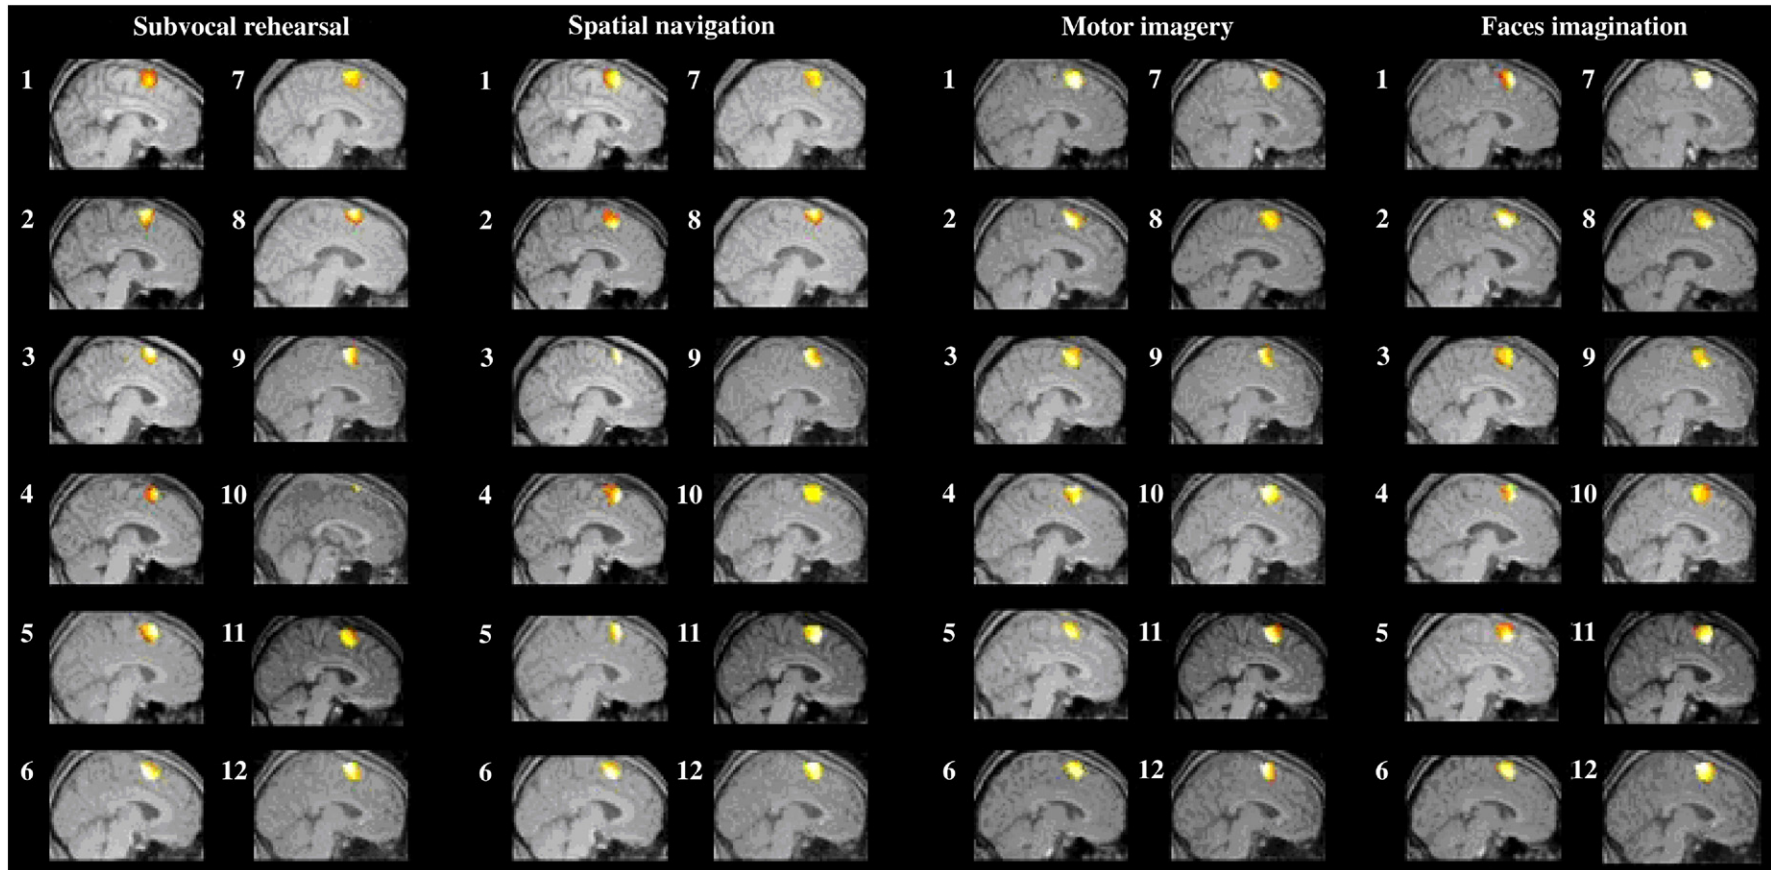 Subvocal rehearsal Spatial navigation Motor imagery Faces imagination
1 7 1 7 1 7 1 7
2 8 2 8 2 8 2 8
3 9 3 9 3 9 3 9
4 10 4 10 4 10 4 10
5 11 5 11 5 11 5 11
6 12 6 12 6 12 6 12